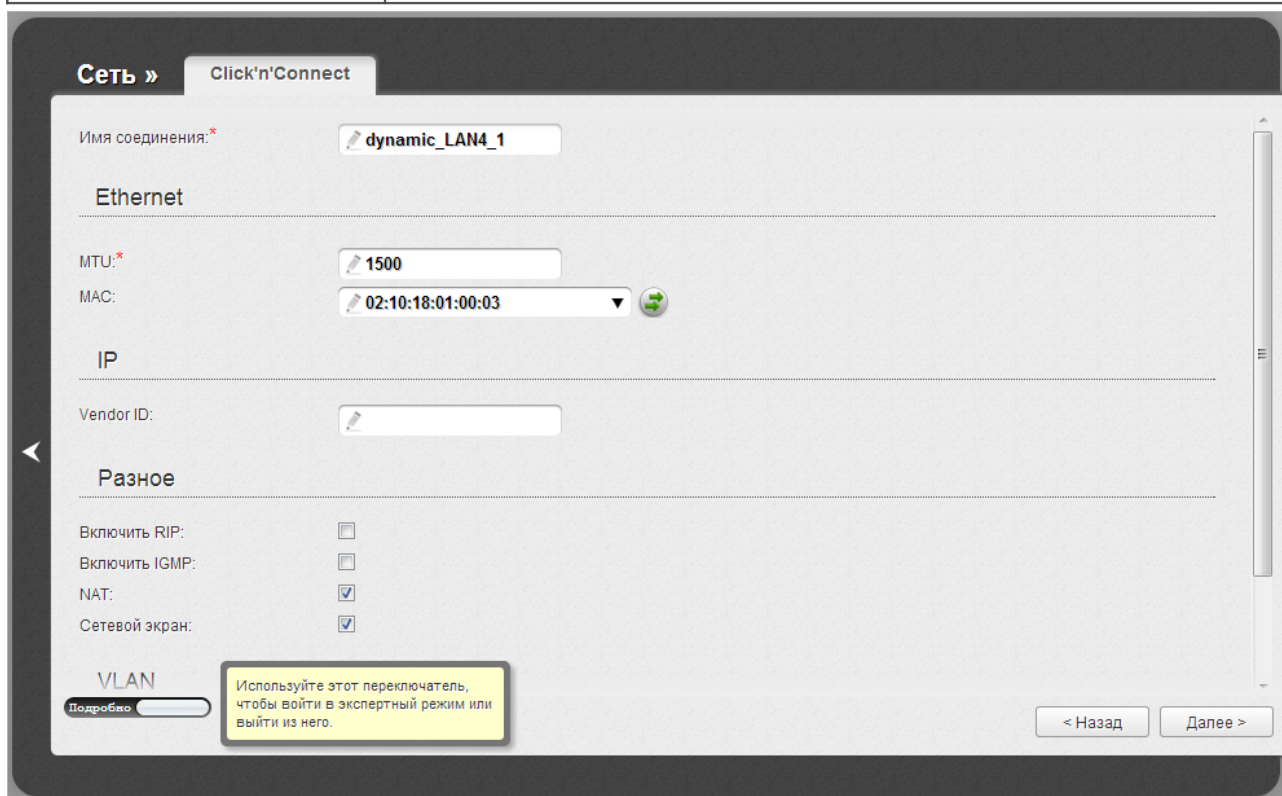 Сеть »
Click'n'Connect
Имя соединения:*
dynamic_LAN4_1
Ethernet
MTU:*
1500
MAC:
02:10:18:01:00:03
IP
Vendor ID:
Разное
Включить RIP:
Включить IGMP:
NAT:
Сетевой экран:
VLAN
Подробно
Используйте этот переключатель,
чтобы войти в экспертный режим или
выйти из него.
< Назад
Далее >